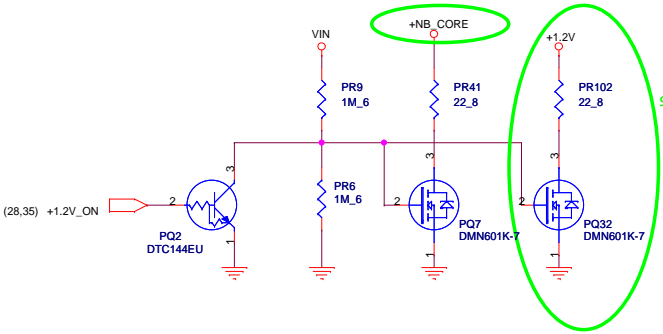 +NB_CORE
VIN
+1.2V
PR9
1M_6
PR41
22_8
PR102
22_8
3
3
3
PR6
1M_6
(28,35) +1.2V_ON
2
2
2
PQ2
DTC144EU
PQ7
DMN601K-7
PQ32
DMN601K-7
1
1
1